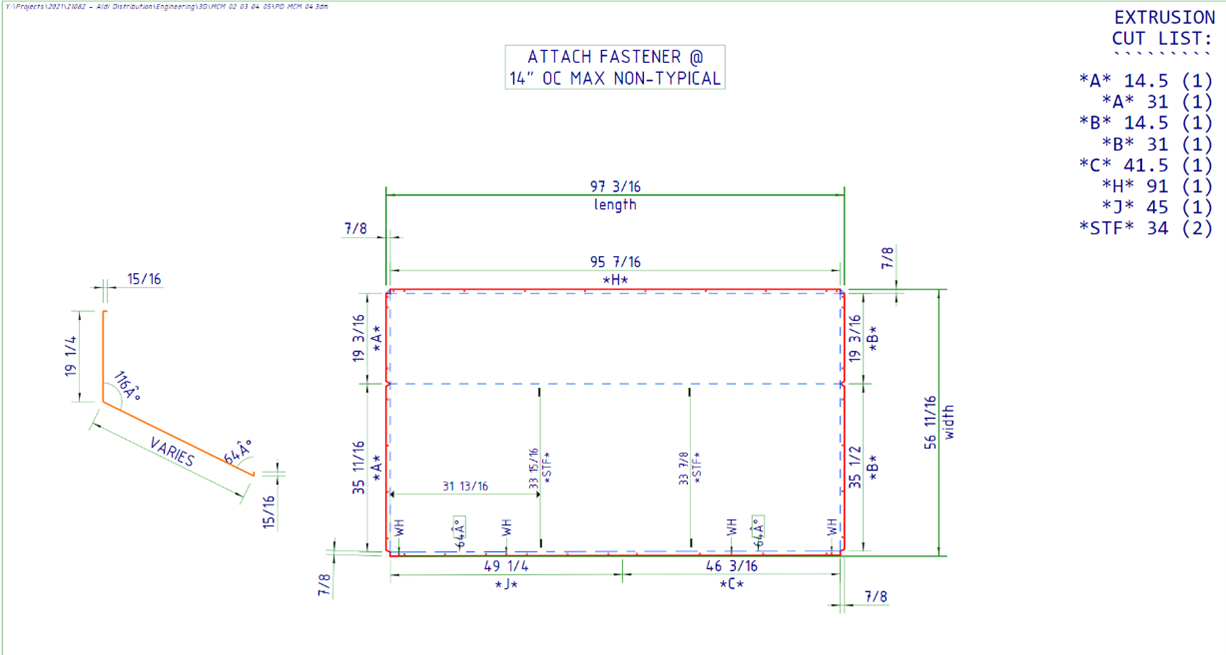 Y:\Projects\2021\21082 - Aldi Distribution\Engineering\3D\MCM 02 03 04 05\PD MCM 04.3dm
EXTRUSION
CUT LIST:
ATTACH FASTENER @
14" OC MAX NON-TYPICAL
*A* 14.5 (1)
*A* 31 (1)
*B* 14.5 (1)
*B* 31 (1)
*C* 41.5 (1)
*H* 91 (1)
*J* 45 (1)
*STF* 34 (2)
97 3/16
length
7/8
95 7/16
*H*
7/8
15/16
19 1/4
116Â°
VARIES
64Â°
15/16
19 3/16
*A*
19 3/16
*B*
35 11/16
*A*
33 15/16
*STF*
33 7/8
*STF*
35 1/2
*B*
56 11/16
width
31 13/16
WH
64Â°
WH
WH
64Â°
WH
7/8
49 1/4
*J*
46 3/16
*C*
7/8